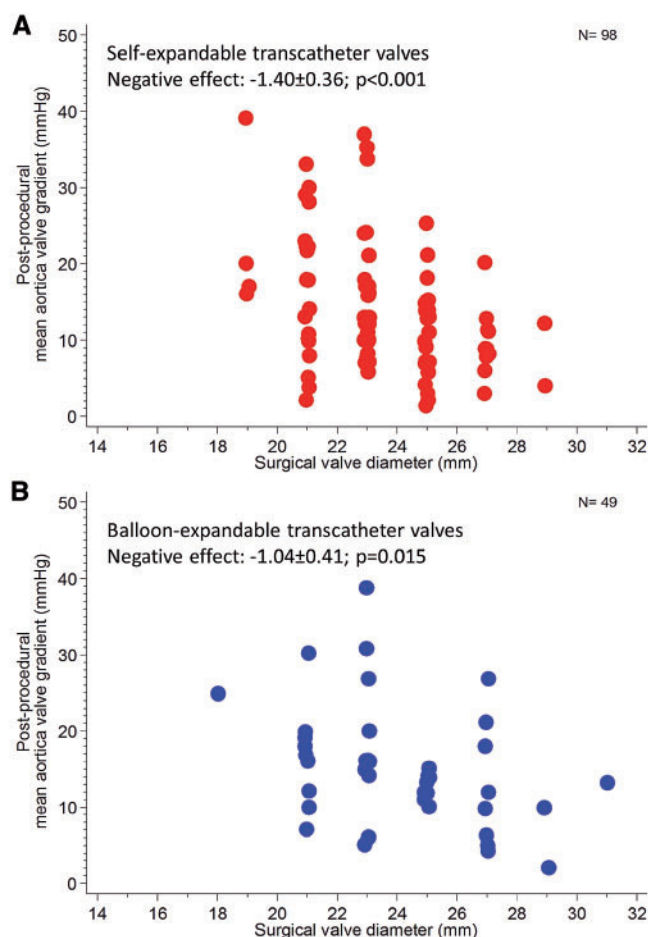 A
N= 98
Self-expandable transcatheter valves
Negative effect: -1.40±0.36; p<0.001
Post-procedural
mean aortica valve gradient (mmHg)
50
40
30
20
10
0
14 16 18 20 22 24 26 28 30 32
Surgical valve diameter (mm)
B
N= 49
Balloon-expandable transcatheter valves
Negative effect: -1.04±0.41; p=0.015
Post-procedural
mean aortica valve gradient (mmHg)
50
40
30
20
10
0
14 16 18 20 22 24 26 28 30 32
Surgical valve diameter (mm)